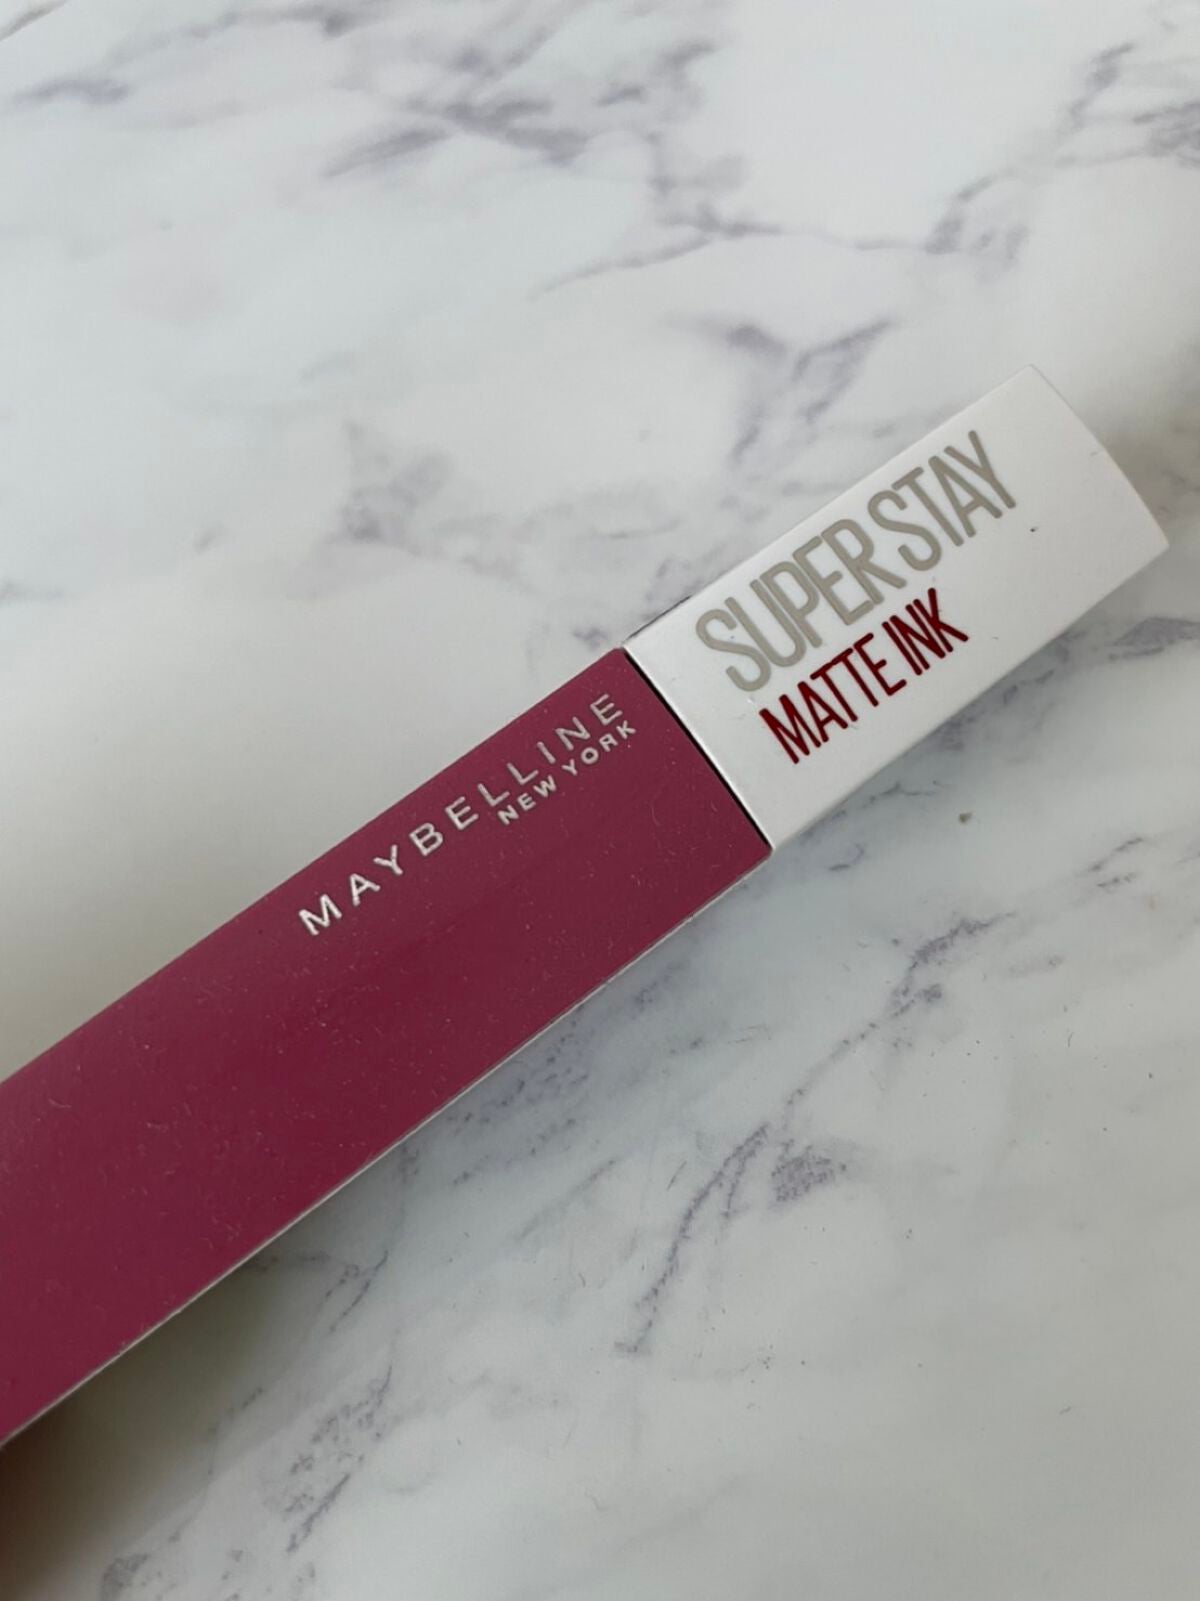 MAYBELLINE
NEW YORK
SUPER STAY
MATTE INK